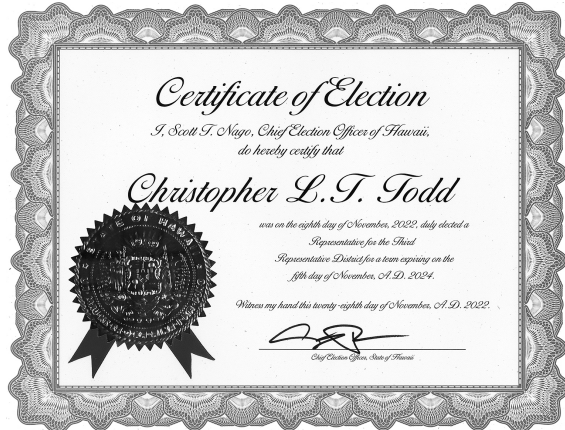 Certificate of Election
I, Scott T. Nago, Chief Election Officer of Hawaii,
do hereby certify that
Christopher L.T. Todd
was on the eighth day of November, 2022, duly elected a
Representative for the Third
Representative District for a term expiring on the
fifth day of November, A.D. 2024.
Witness my hand this twenty-eighth day of November, A.D. 2022.
Chief Election Officer, State of Hawaii